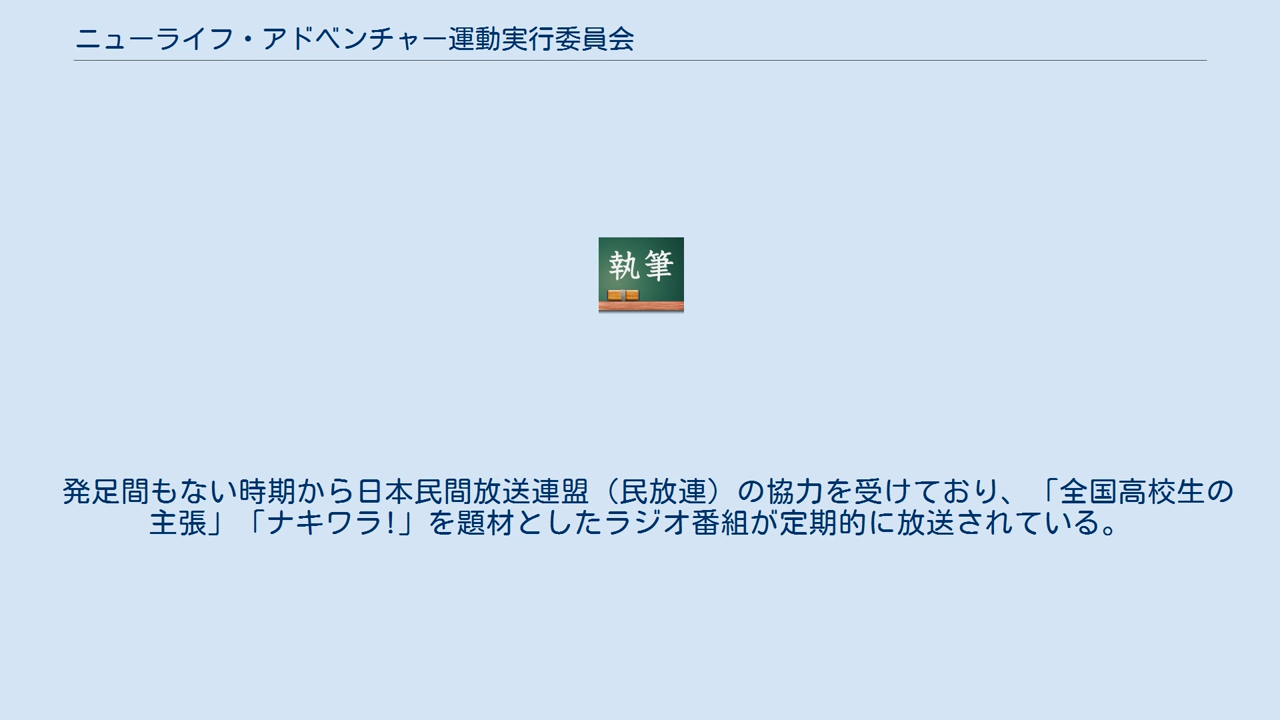 ニューライフ・アドベンチャー運動実行委員会
執筆
発足間もない時期から日本民間放送連盟（民放連）の協力を受けており、「全国高校生の
主張」「ナキワラ!」を題材としたラジオ番組が定期的に放送されている。